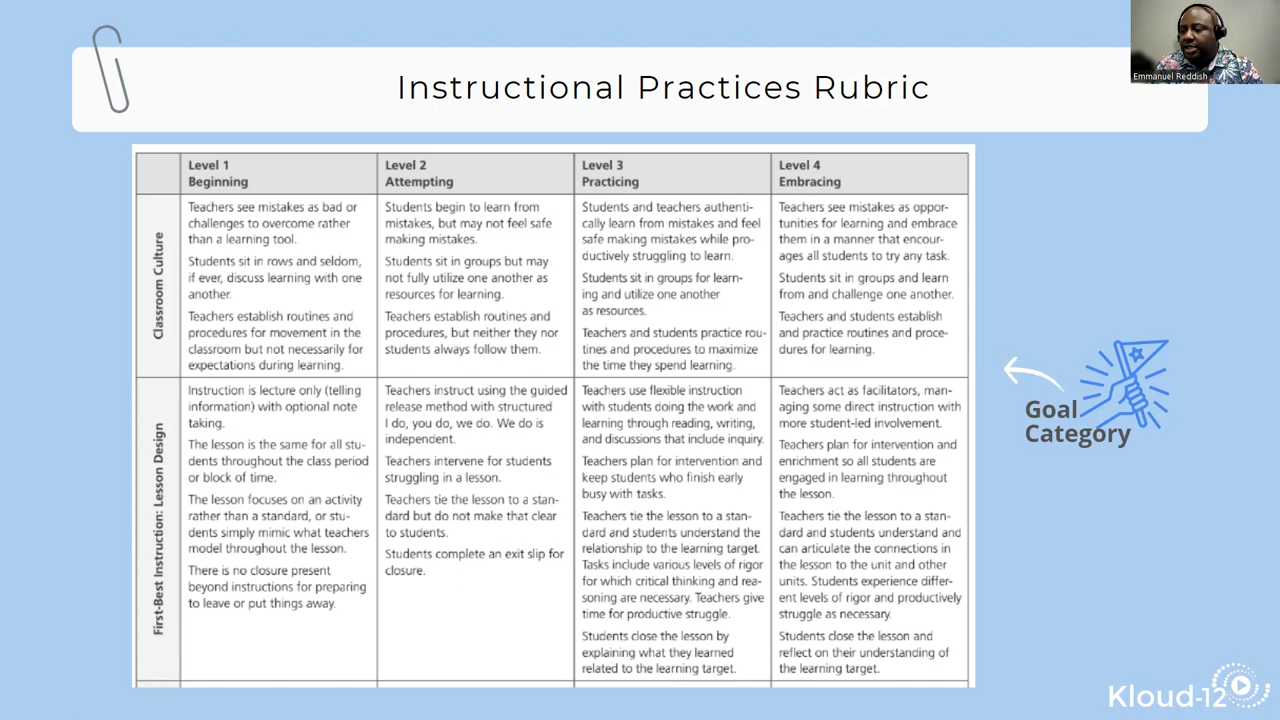 Instructional Practices Rubric
Emmanuel Reddish
Level 1
Beginning
Level 2
Attempting
Level 3
Practicing
Level 4
Embracing
Classroom Culture
Teachers see mistakes as bad or
challenges to overcome rather
than a learning tool.
Students sit in rows and seldom,
if ever, discuss learning with one
another.
Teachers establish routines and
procedures for movement in the
classroom but not necessarily for
expectations during learning.
Students begin to learn from
mistakes, but may not feel safe
making mistakes.
Students sit in groups but may
not fully utilize one another as
resources for learning.
Teachers establish routines and
procedures, but neither they nor
students always follow them.
Students and teachers authenti-
cally learn from mistakes and feel
safe making mistakes while pro-
ductively struggling to learn.
Students sit in groups for learn-
ing and utilize one another
as resources.
Teachers and students practice rou-
tines and procedures to maximize
the time they spend learning.
Teachers see mistakes as oppor-
tunities for learning and embrace
them in a manner that encour-
ages all students to try any task.
Students sit in groups and learn
from and challenge one another.
Teachers and students establish
and practice routines and proce-
dures for learning.
First-Best Instruction: Lesson Design
Instruction is lecture only (telling
information) with optional note
taking.
The lesson is the same for all stu-
dents throughout the class period
or block of time.
The lesson focuses on an activity
rather than a standard, or stu-
dents simply mimic what teachers
model throughout the lesson.
There is no closure present
beyond instructions for preparing
to leave or put things away.
Teachers instruct using the guided
release method with structured
I do, you do, we do. We do is
independent.
Teachers intervene for students
struggling in a lesson.
Teachers tie the lesson to a stan-
dard but do not make that clear
to students.
Students complete an exit slip for
closure.
Teachers use flexible instruction
with students doing the work and
learning through reading, writing,
and discussions that include inquiry.
Teachers plan for intervention and
keep students who finish early
busy with tasks.
Teachers tie the lesson to a stan-
dard and students understand the
relationship to the learning target.
Tasks include various levels of rigor
for which critical thinking and rea-
soning are necessary. Teachers give
time for productive struggle.
Students close the lesson by
explaining what they learned
related to the learning target.
Teachers act as facilitators, man-
aging some direct instruction with
more student-led involvement.
Teachers plan for intervention and
enrichment so all students are
engaged in learning throughout
the lesson.
Teachers tie the lesson to a stan-
dard and students understand and
can articulate the connections in
the lesson to the unit and other
units. Students experience differ-
ent levels of rigor and productively
struggle as necessary.
Students close the lesson and
reflect on their understanding of
the learning target.
Goal
Category
Kloud-12